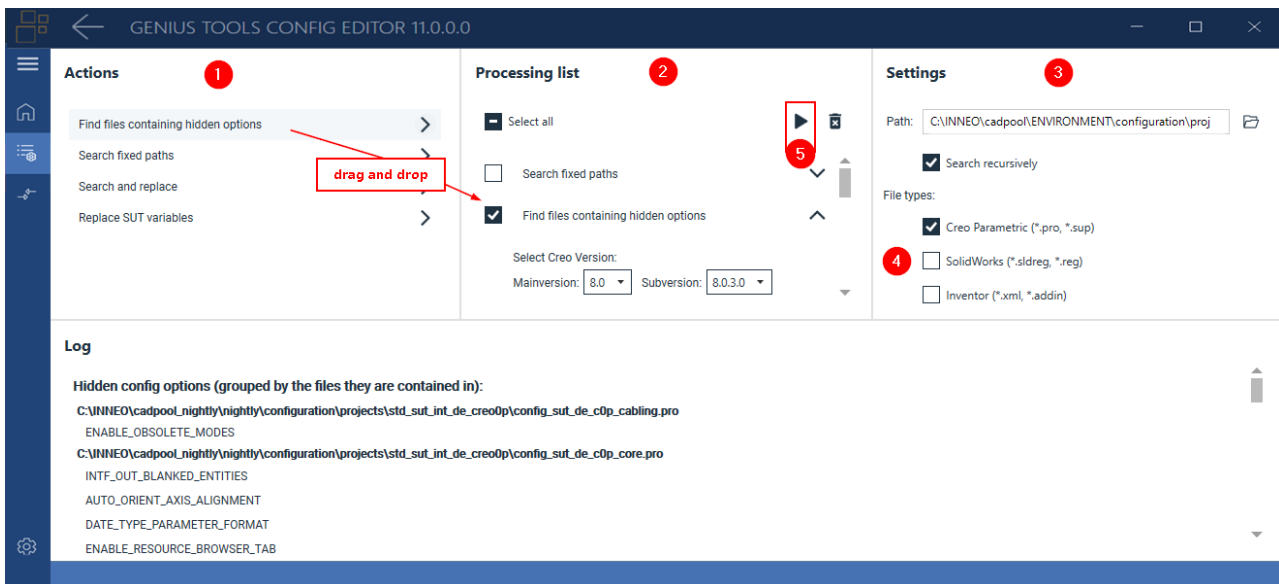 GENIUS TOOLS CONFIG EDITOR 11.0.0.0
Actions
1
Find files containing hidden options
Search fixed paths
Search and replace
Replace SUT variables
drag and drop
Processing list
2
Select all
5
Search fixed paths
Find files containing hidden options
Select Creo Version:
Mainversion: 8.0 Subversion: 8.0.3.0
Settings
3
Path: C:\INNEO\cadpool\ENVIRONMENT\configuration\proj
Search recursively
File types:
Creo Parametric (*.pro, *.sup)
4
SolidWorks (*.sldreg, *.reg)
Inventor (*.xml, *.addin)
Log
Hidden config options (grouped by the files they are contained in):
C:\INNEO\cadpool_nightly\nightly\configuration\projects\std_sut_int_de_creo0p\config_sut_de_c0p_cabling.pro
ENABLE_OBSOLETE_MODES
C:\INNEO\cadpool_nightly\nightly\configuration\projects\std_sut_int_de_creo0p\config_sut_de_c0p_core.pro
INTF_OUT_BLANKED_ENTITIES
AUTO_ORIENT_AXIS_ALIGNMENT
DATE_TYPE_PARAMETER_FORMAT
ENABLE_RESOURCE_BROWSER_TAB